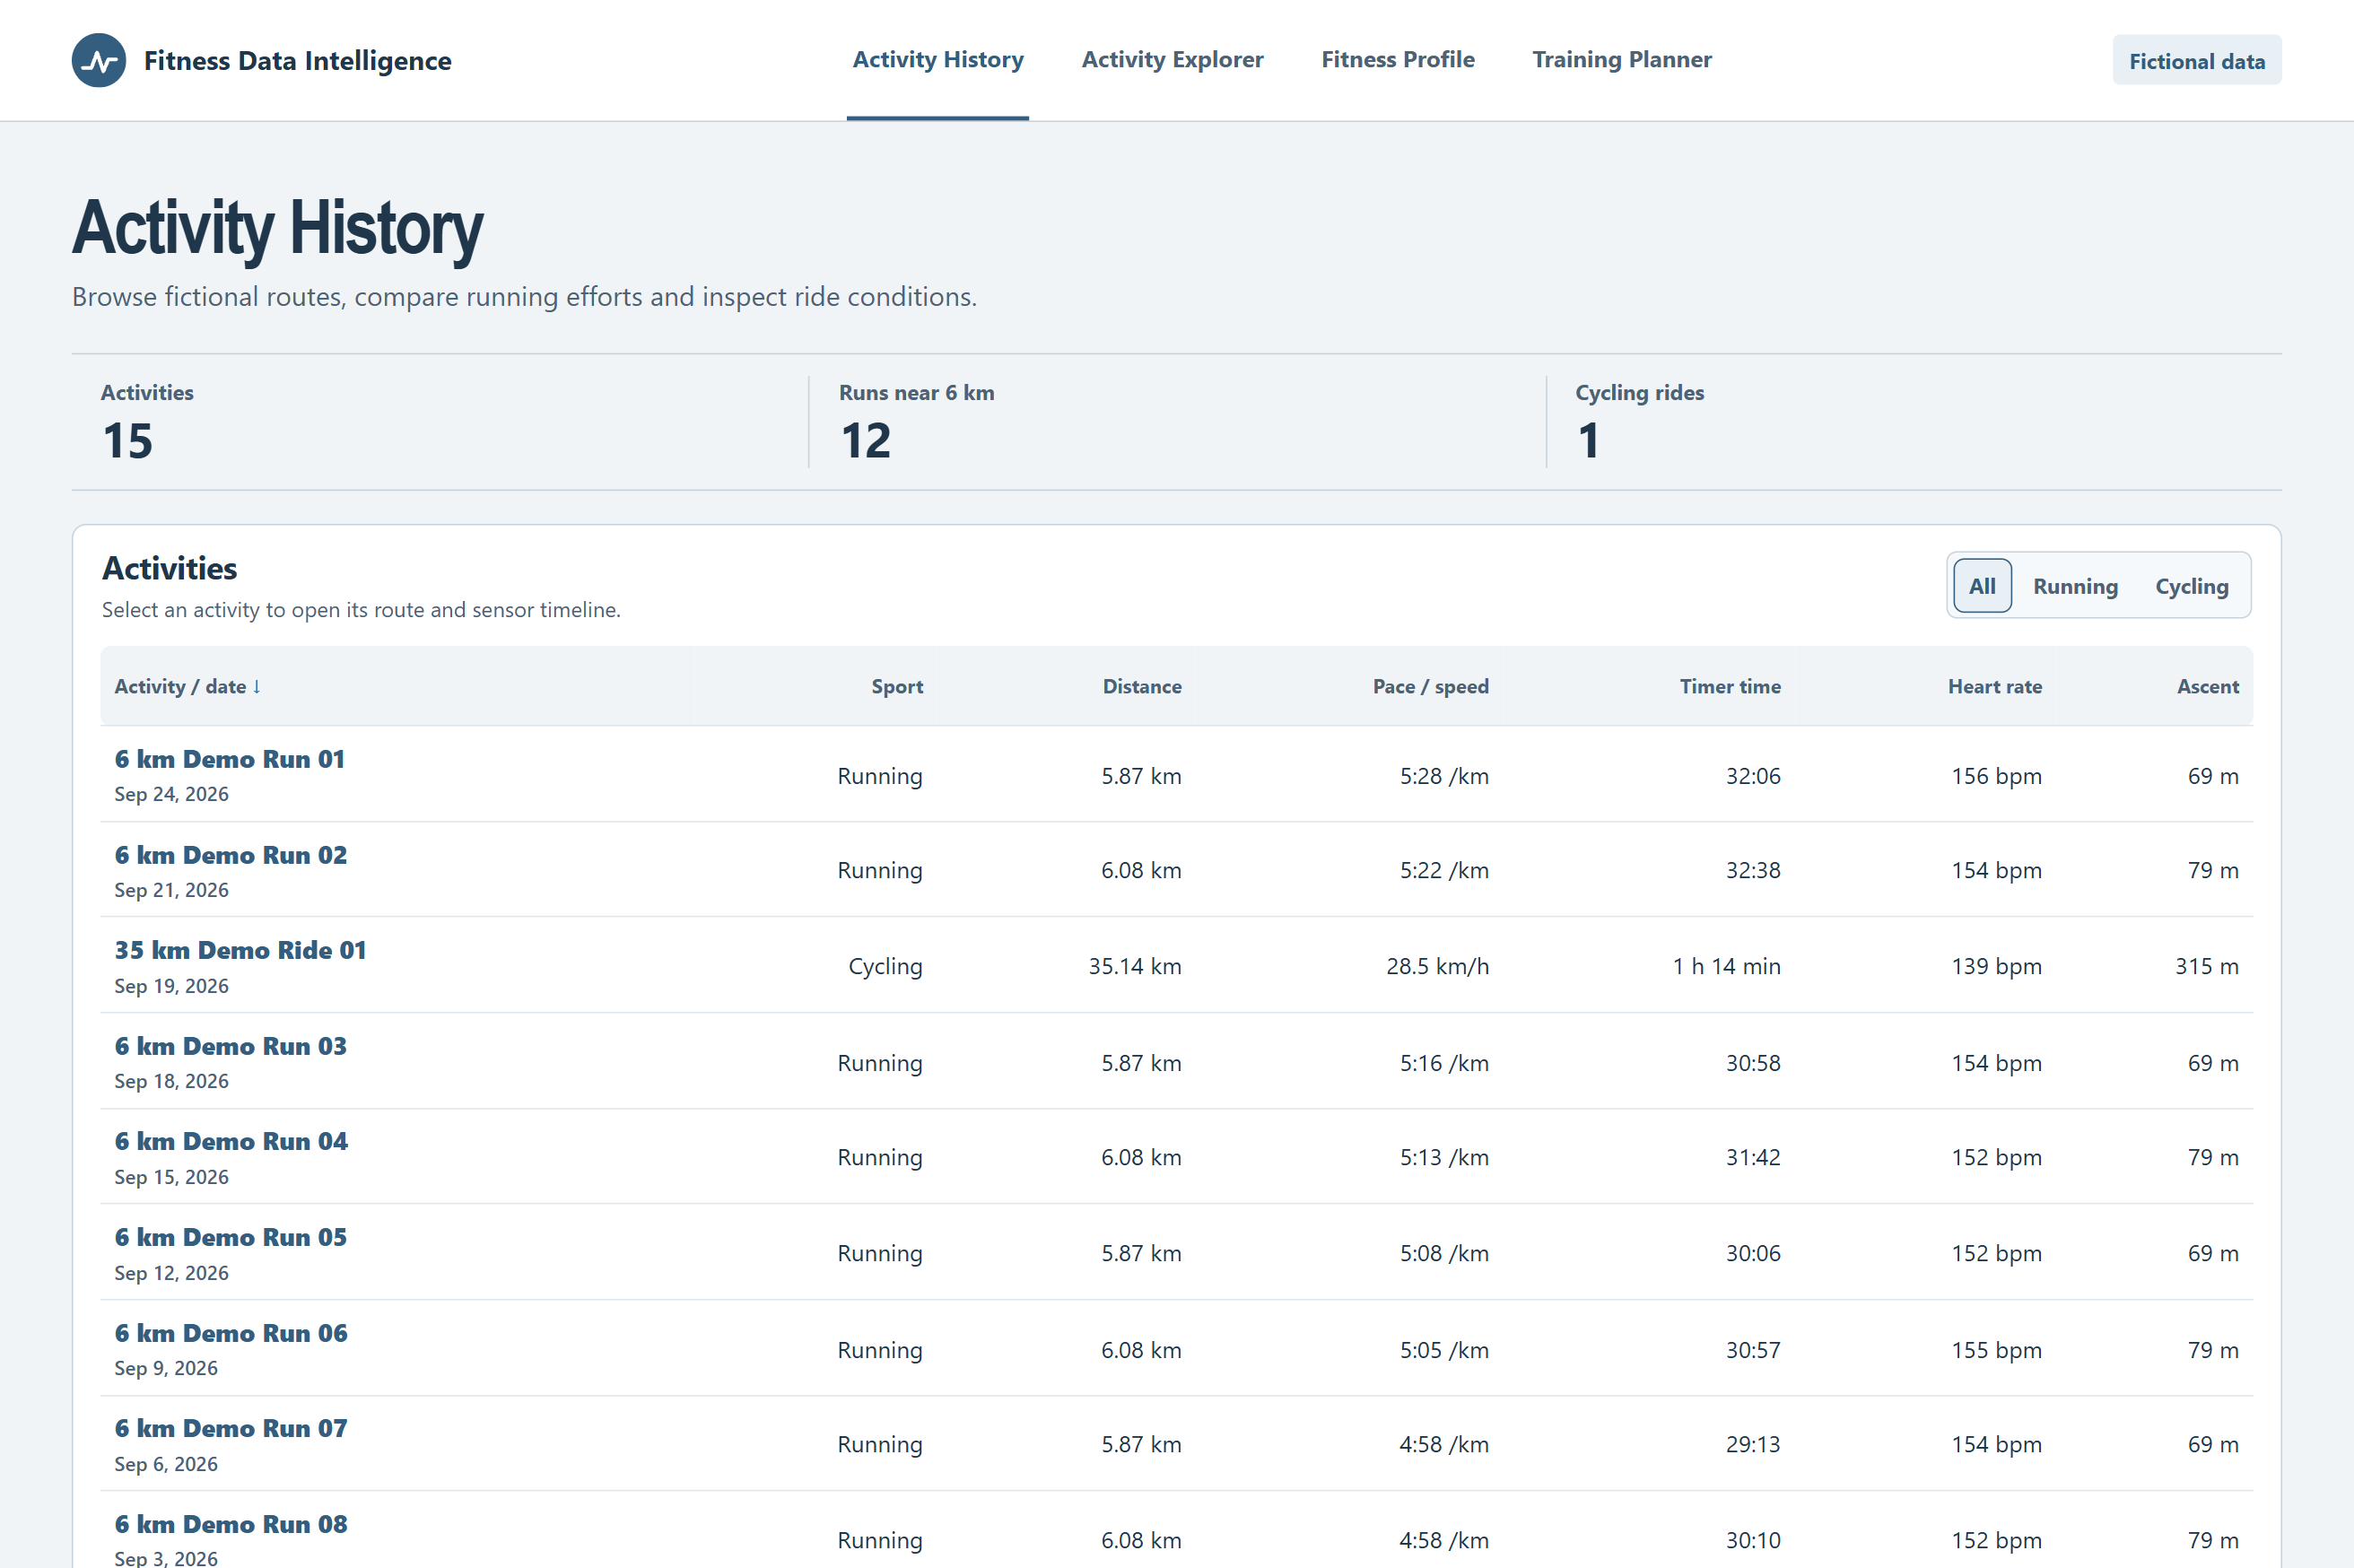 Fitness Data Intelligence
Activity History
Activity Explorer
Fitness Profile
Training Planner
Fictional data
Activity History
Browse fictional routes, compare running efforts and inspect ride conditions.
Activities
15
Runs near 6 km
12
Cycling rides
1
Activities
Select an activity to open its route and sensor timeline.
All Running Cycling
Activity / date ↓ Sport Distance Pace / speed Timer time Heart rate Ascent
6 km Demo Run 01
Sep 24, 2026
Running 5.87 km 5:28 /km 32:06 156 bpm 69 m
6 km Demo Run 02
Sep 21, 2026
Running 6.08 km 5:22 /km 32:38 154 bpm 79 m
35 km Demo Ride 01
Sep 19, 2026
Cycling 35.14 km 28.5 km/h 1 h 14 min 139 bpm 315 m
6 km Demo Run 03
Sep 18, 2026
Running 5.87 km 5:16 /km 30:58 154 bpm 69 m
6 km Demo Run 04
Sep 15, 2026
Running 6.08 km 5:13 /km 31:42 152 bpm 79 m
6 km Demo Run 05
Sep 12, 2026
Running 5.87 km 5:08 /km 30:06 152 bpm 69 m
6 km Demo Run 06
Sep 9, 2026
Running 6.08 km 5:05 /km 30:57 155 bpm 79 m
6 km Demo Run 07
Sep 6, 2026
Running 5.87 km 4:58 /km 29:13 154 bpm 69 m
6 km Demo Run 08
Sep 3, 2026
Running 6.08 km 4:58 /km 30:10 152 bpm 79 m